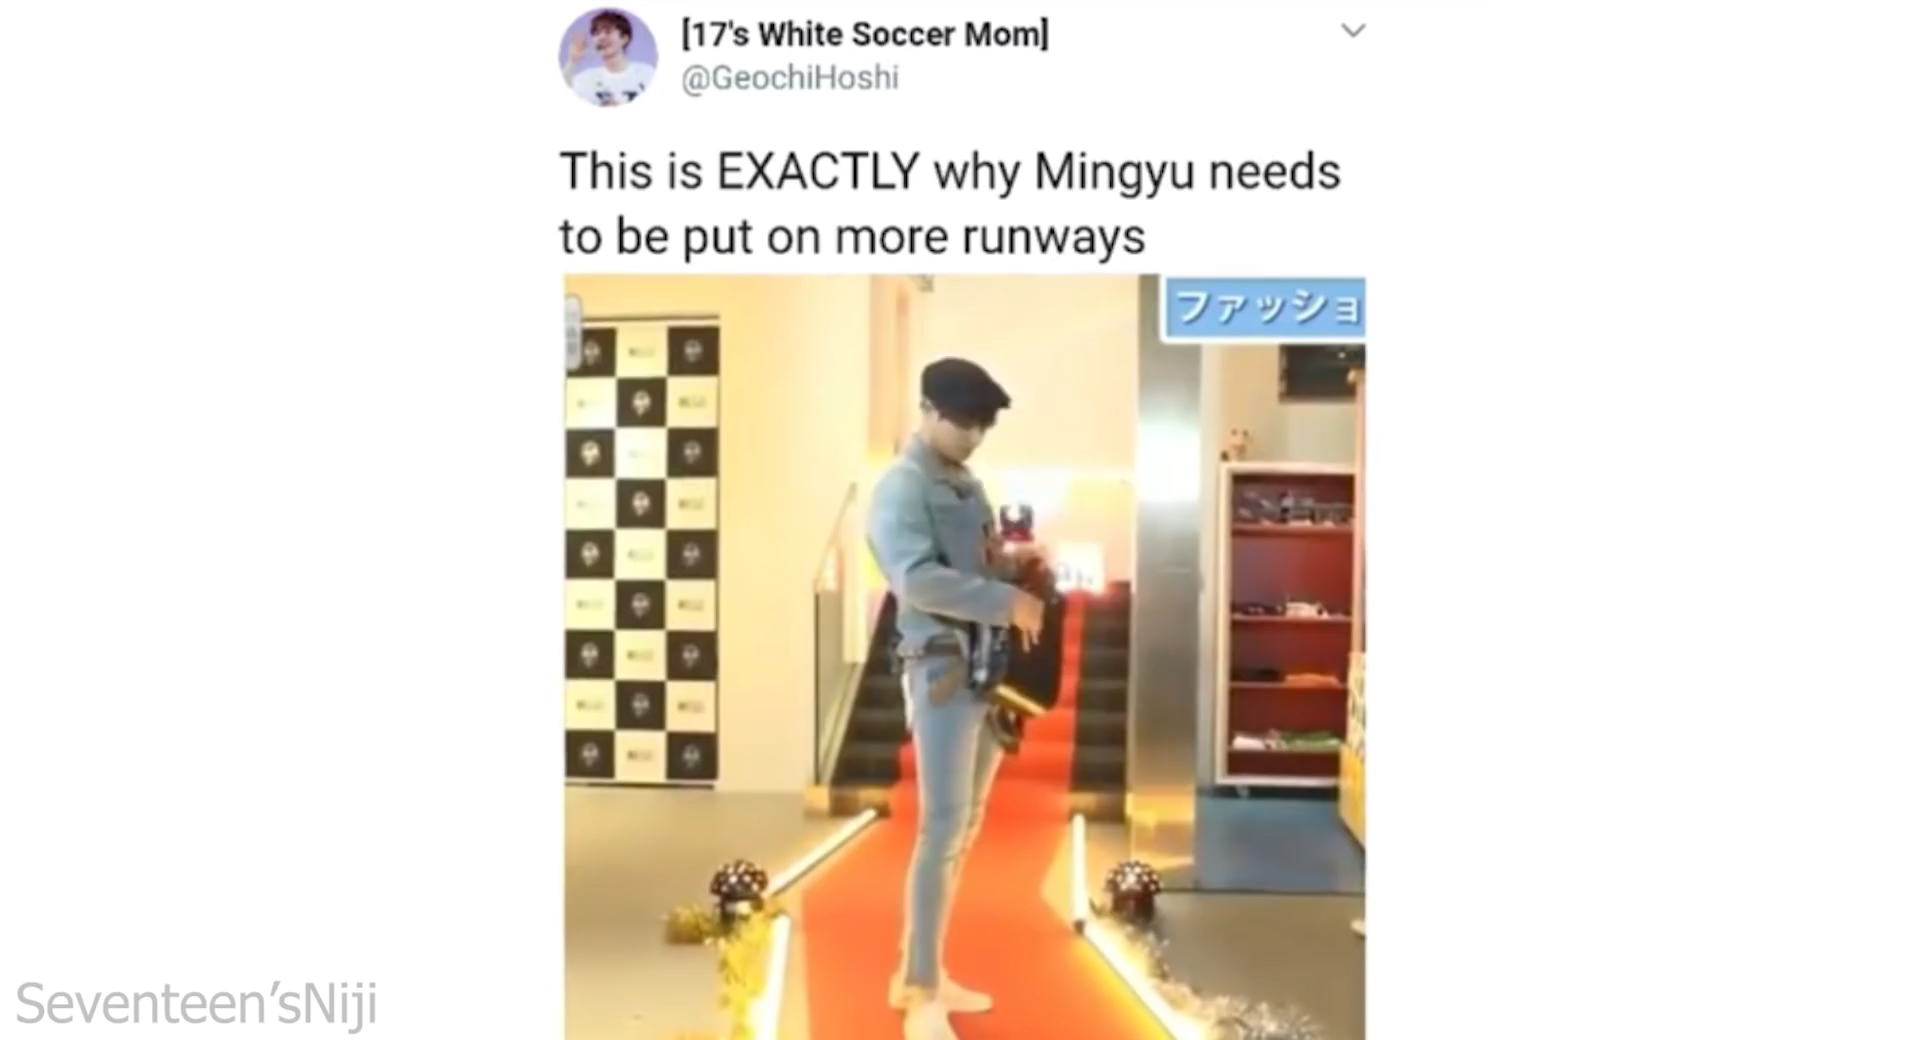 [17's White Soccer Mom]
@GeochiHoshi
This is EXACTLY why Mingyu needs
to be put on more runways
ファッショ
Seventeen'sNiji